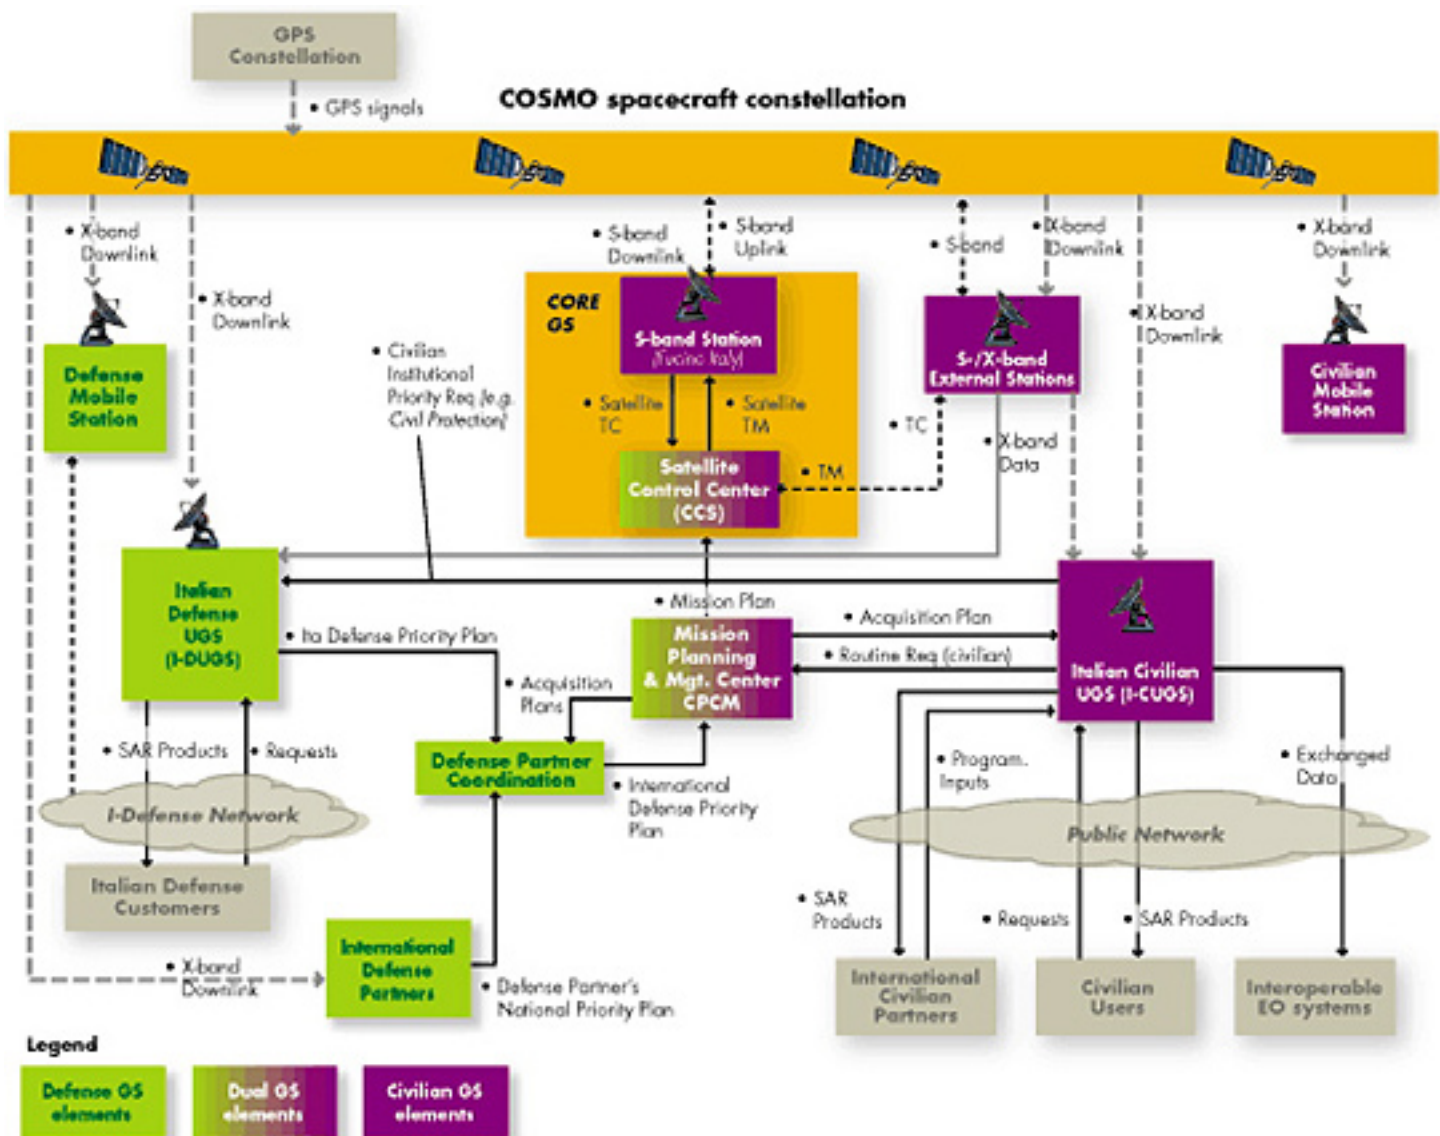 GPS
Constellation
• GPS signals
COSMO spacecraft constellation
• X-band
Downlink
• X-band
Downlink
• S-band
Downlink
• S-band
Uplink
• S-band
• X-band
Downlink
• X-band
Downlink
• X-band
Downlink
CORE
GS
S-band Station
(Fucino Italy)
S-/X-band
External Stations
Civilian
Mobile
Station
Defense
Mobile
Station
• Civilian
Institutional
Priority Req (e.g.
Civil Protection)
• Satellite
TC
• Satellite
TM
• TC
• X-band
Data
Satellite
Control Center
(CCS)
• TM
Italian
Defense
UGS
(I-DUGS)
• Mission Plan
• Ita Defense Priority Plan
Mission
Planning
& Mgt. Center
CPCM
• Acquisition Plan
• Routine Req (civilian)
Italian Civilian
UGS (I-CUGS)
• Acquisition
Plans
• SAR Products
• Requests
Defense Partner
Coordination
• International
Defense Priority
Plan
• Program.
Inputs
• Exchanged
Data
I-Defense Network
Public Network
Italian Defense
Customers
• SAR
Products
• Requests
• SAR Products
International
Defense
Partners
• X-band
Downlink
• Defense Partner's
National Priority Plan
International
Civilian
Partners
Civilian
Users
Interoperable
EO systems
Legend
Defense GS
elements
Dual GS
elements
Civilian GS
elements